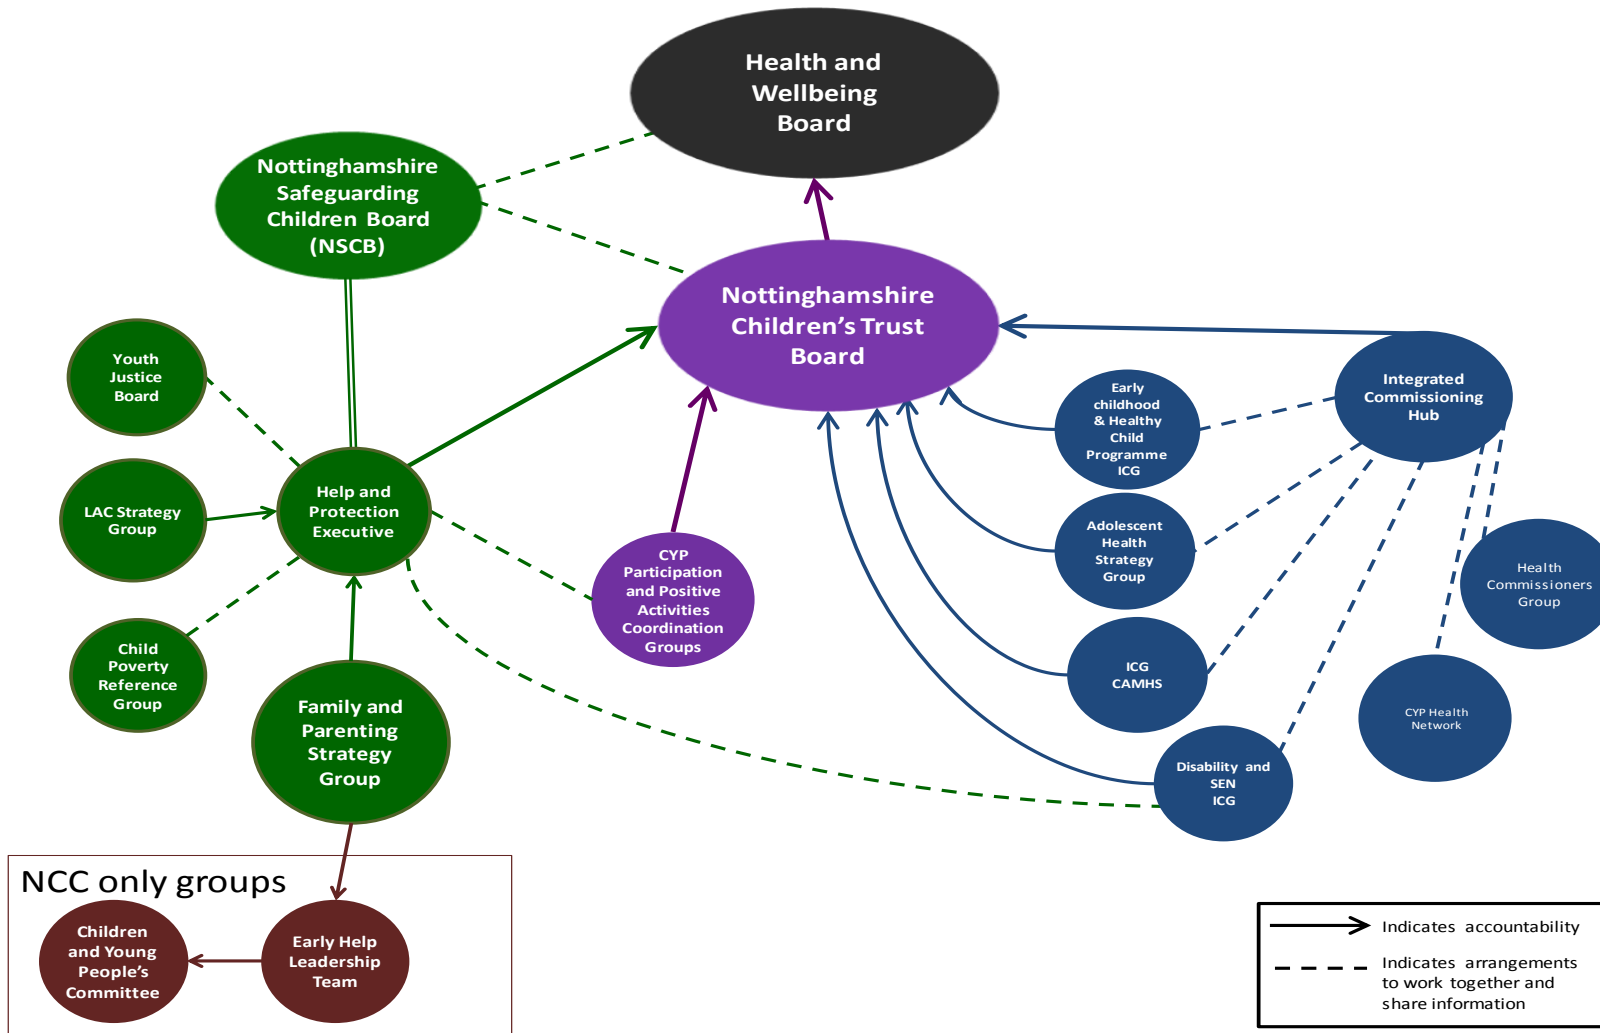 Health and
Wellbeing
Board
Nottinghamshire
Safeguarding
Children Board
(NSCB)
Nottinghamshire
Children’s Trust
Board
Youth
Justice
Board
LAC Strategy
Group
Child
Poverty
Reference
Group
Help and
Protection
Executive
Family and
Parenting
Strategy
Group
CYP
Participation
and Positive
Activities
Coordination
Groups
Early
childhood
& Healthy
Child
Programme
ICG
Integrated
Commissioning
Hub
Adolescent
Health
Strategy
Group
Health
Commissioners
Group
ICG
CAMHS
CYP Health
Network
Disability and
SEN
ICG
NCC only groups
Children
and Young
People’s
Committee
Early Help
Leadership
Team
Indicates accountability
Indicates arrangements
to work together and
share information